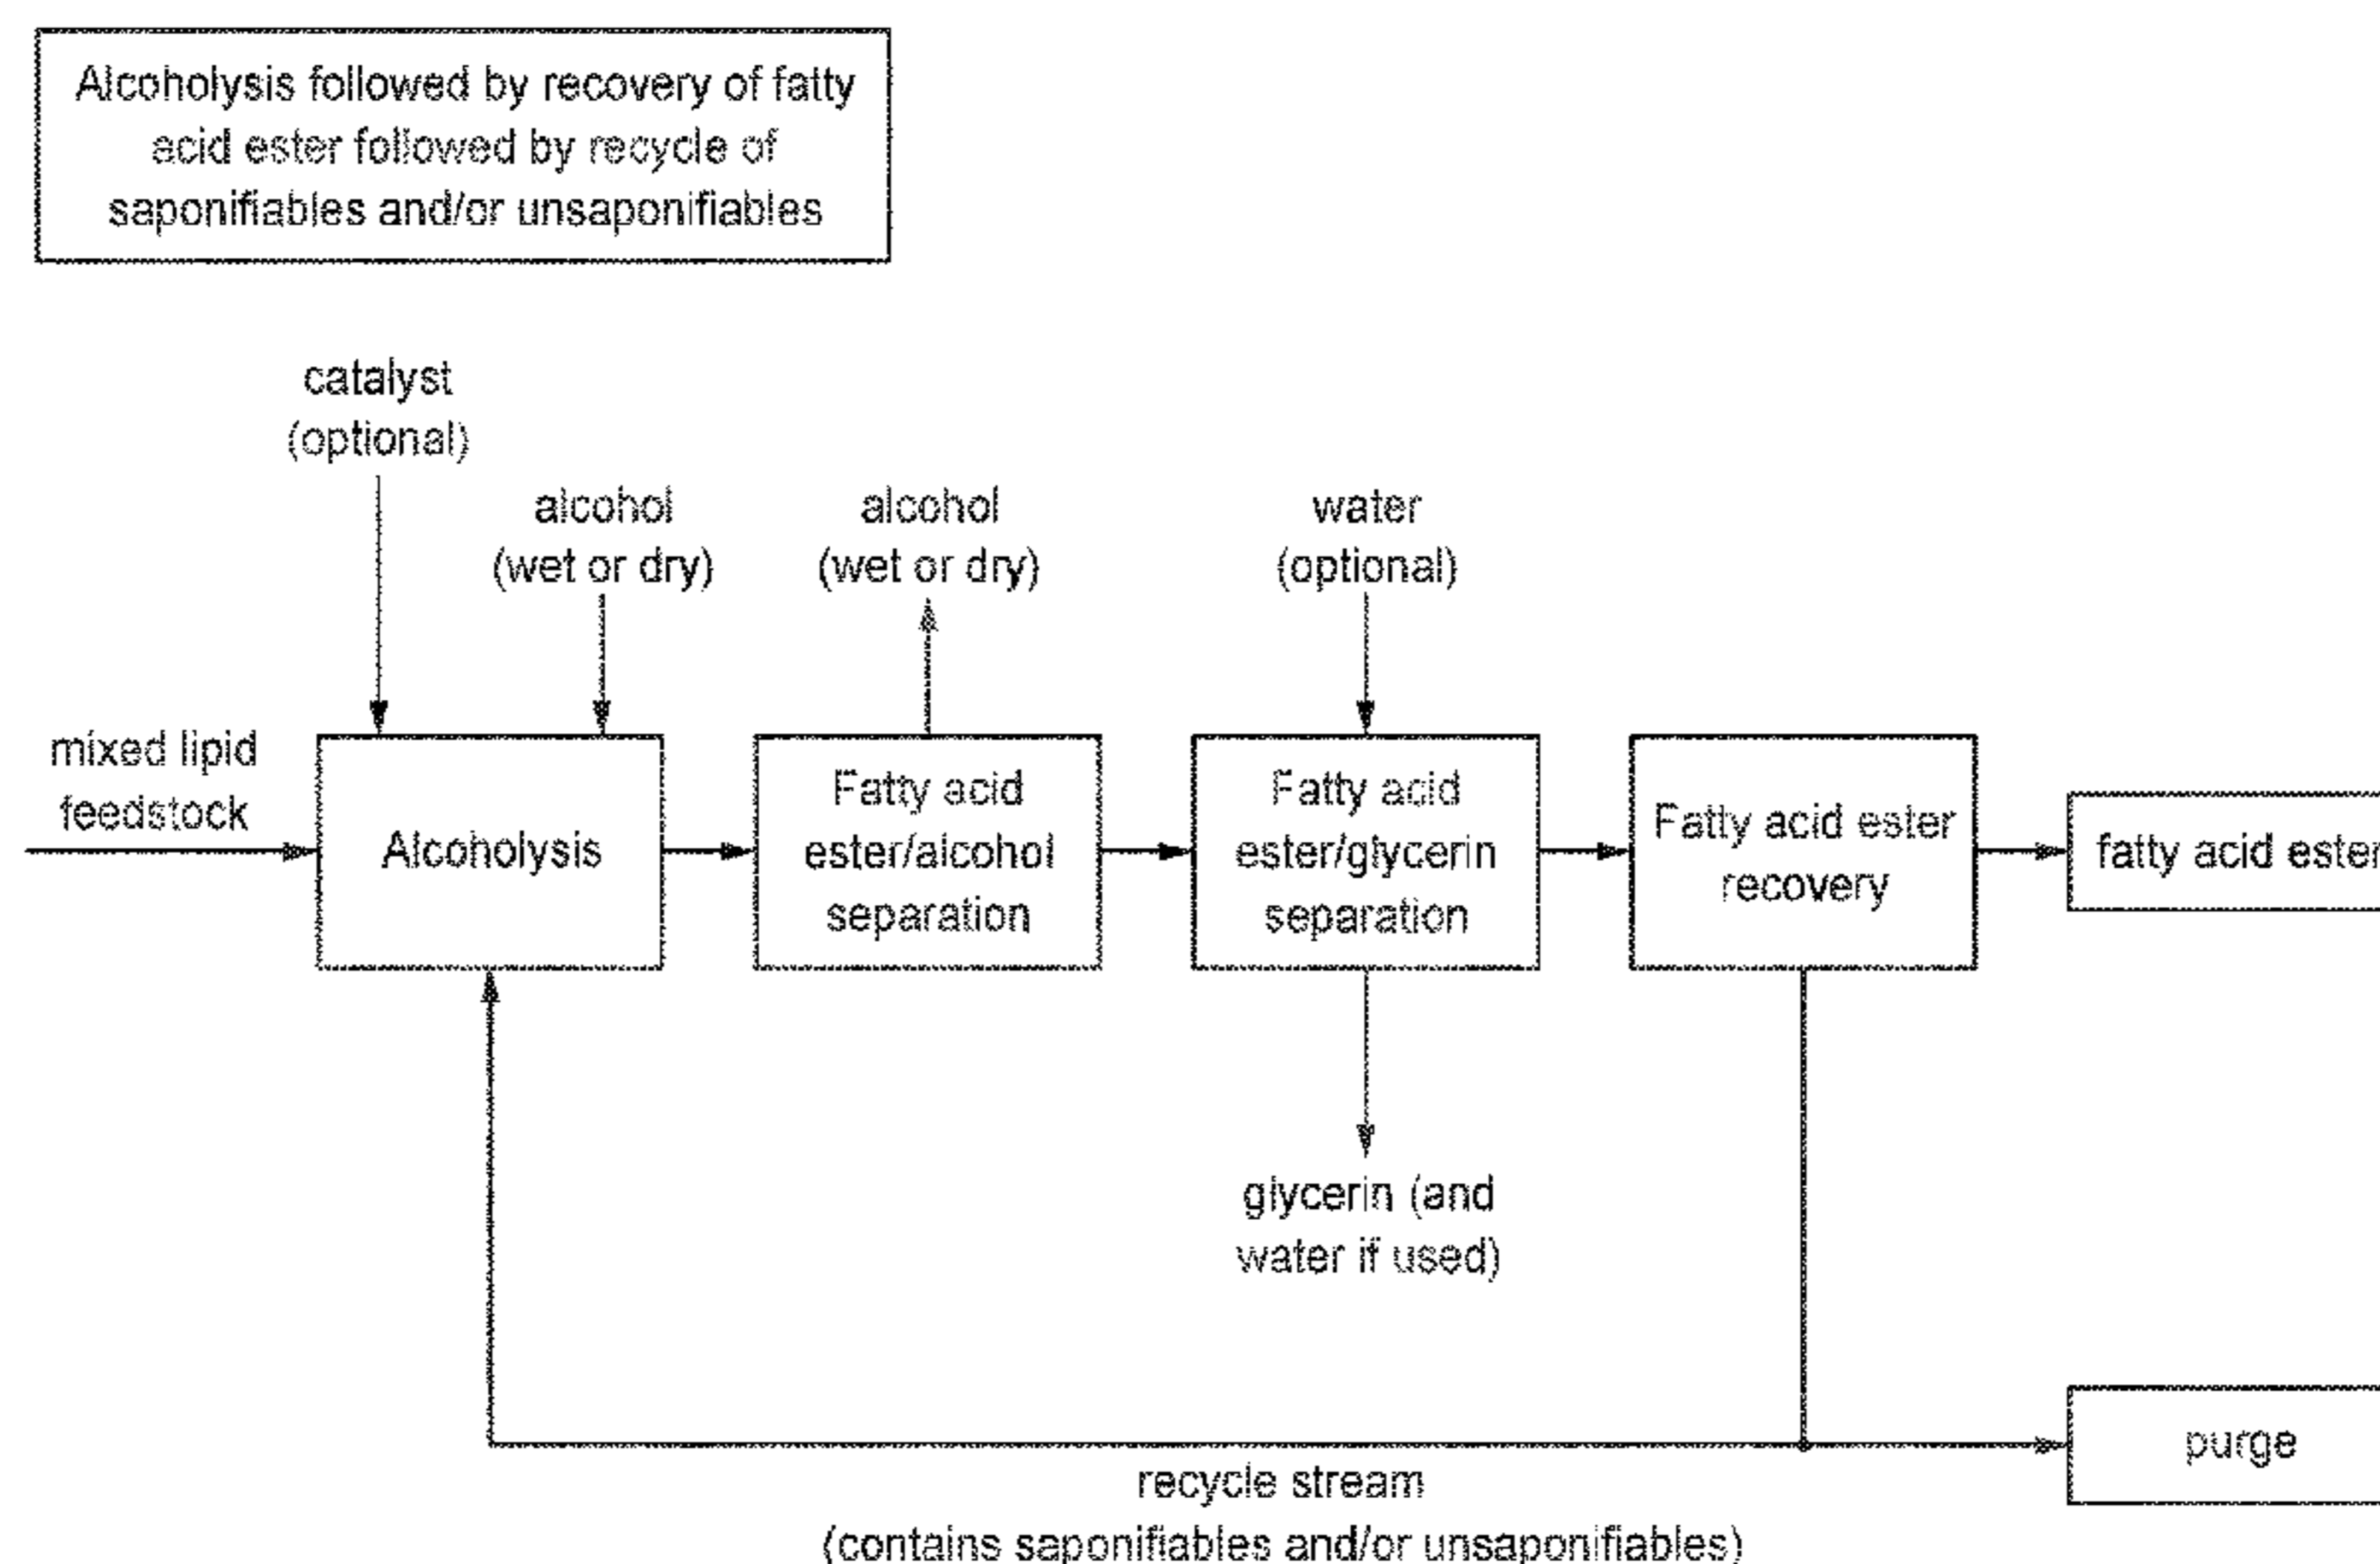 Alcoholysis followed by recovery of fatty
acid ester followed by recycle of
saponifiables and/or unsaponifiables
catalyst
(optional)
alcohol
(wet or dry)
alcohol
(wet or dry)
water
(optional)
mixed lipid
feedstock
Alcoholysis
Fatty acid
ester/alcohol
separation
Fatty acid
ester/glycerin
separation
Fatty acid ester
recovery
fatty acid ester
glycerin (and
water if used)
purge
recycle stream
(contains saponifiables and/or unsaponifiables)